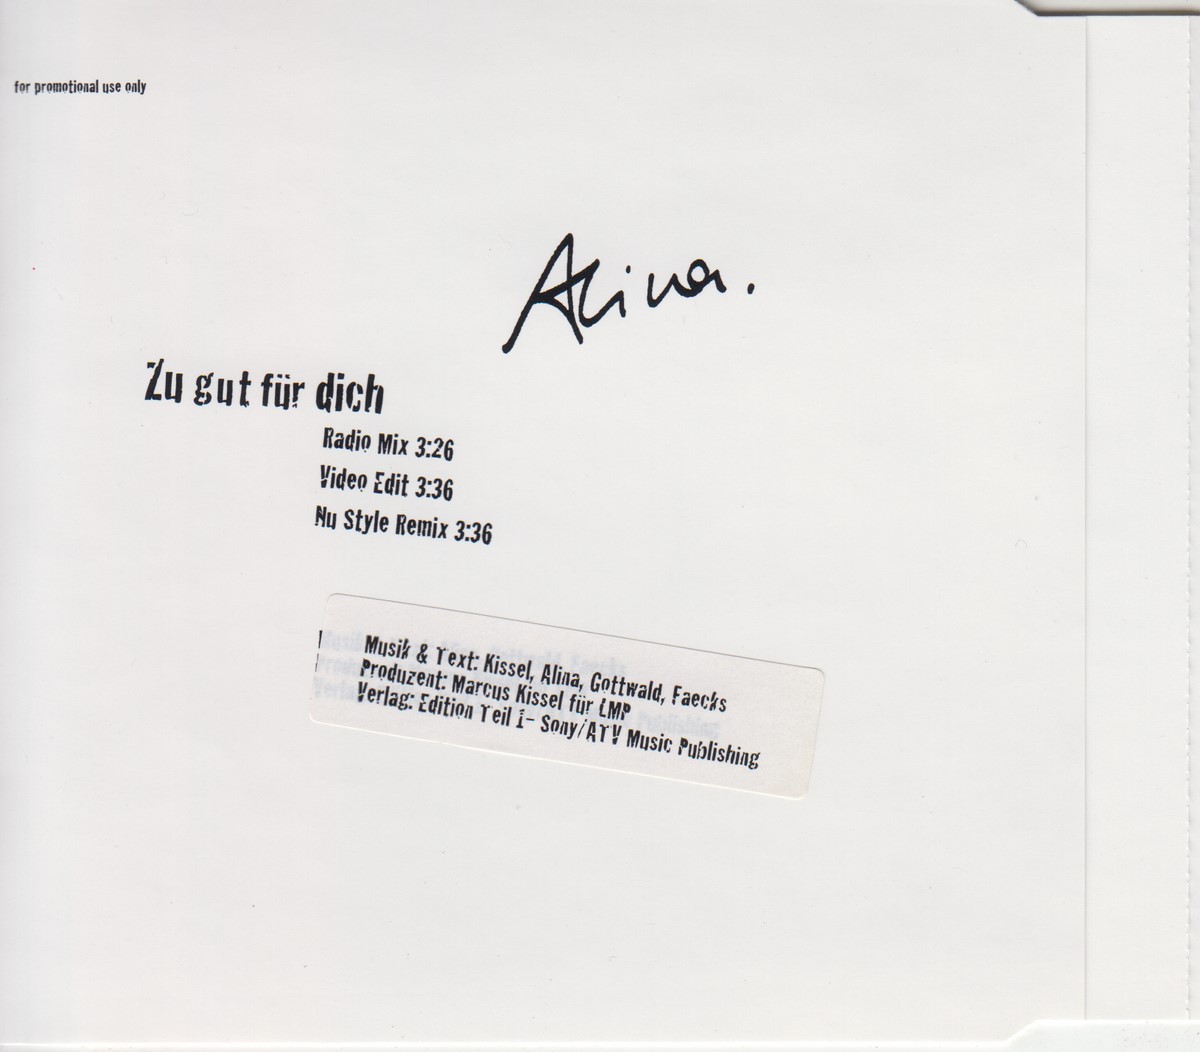 for promotional use only
Alina.
Zu gut für dich
Radio Mix 3:26
Video Edit 3:36
Nu Style Remix 3:36
Musik & Text: Kissel, Alina, Gottwald, Faecks
Produzent: Marcus Kissel für LMP
Verlag: Edition Teil 1- Sony/ATV Music Publishing